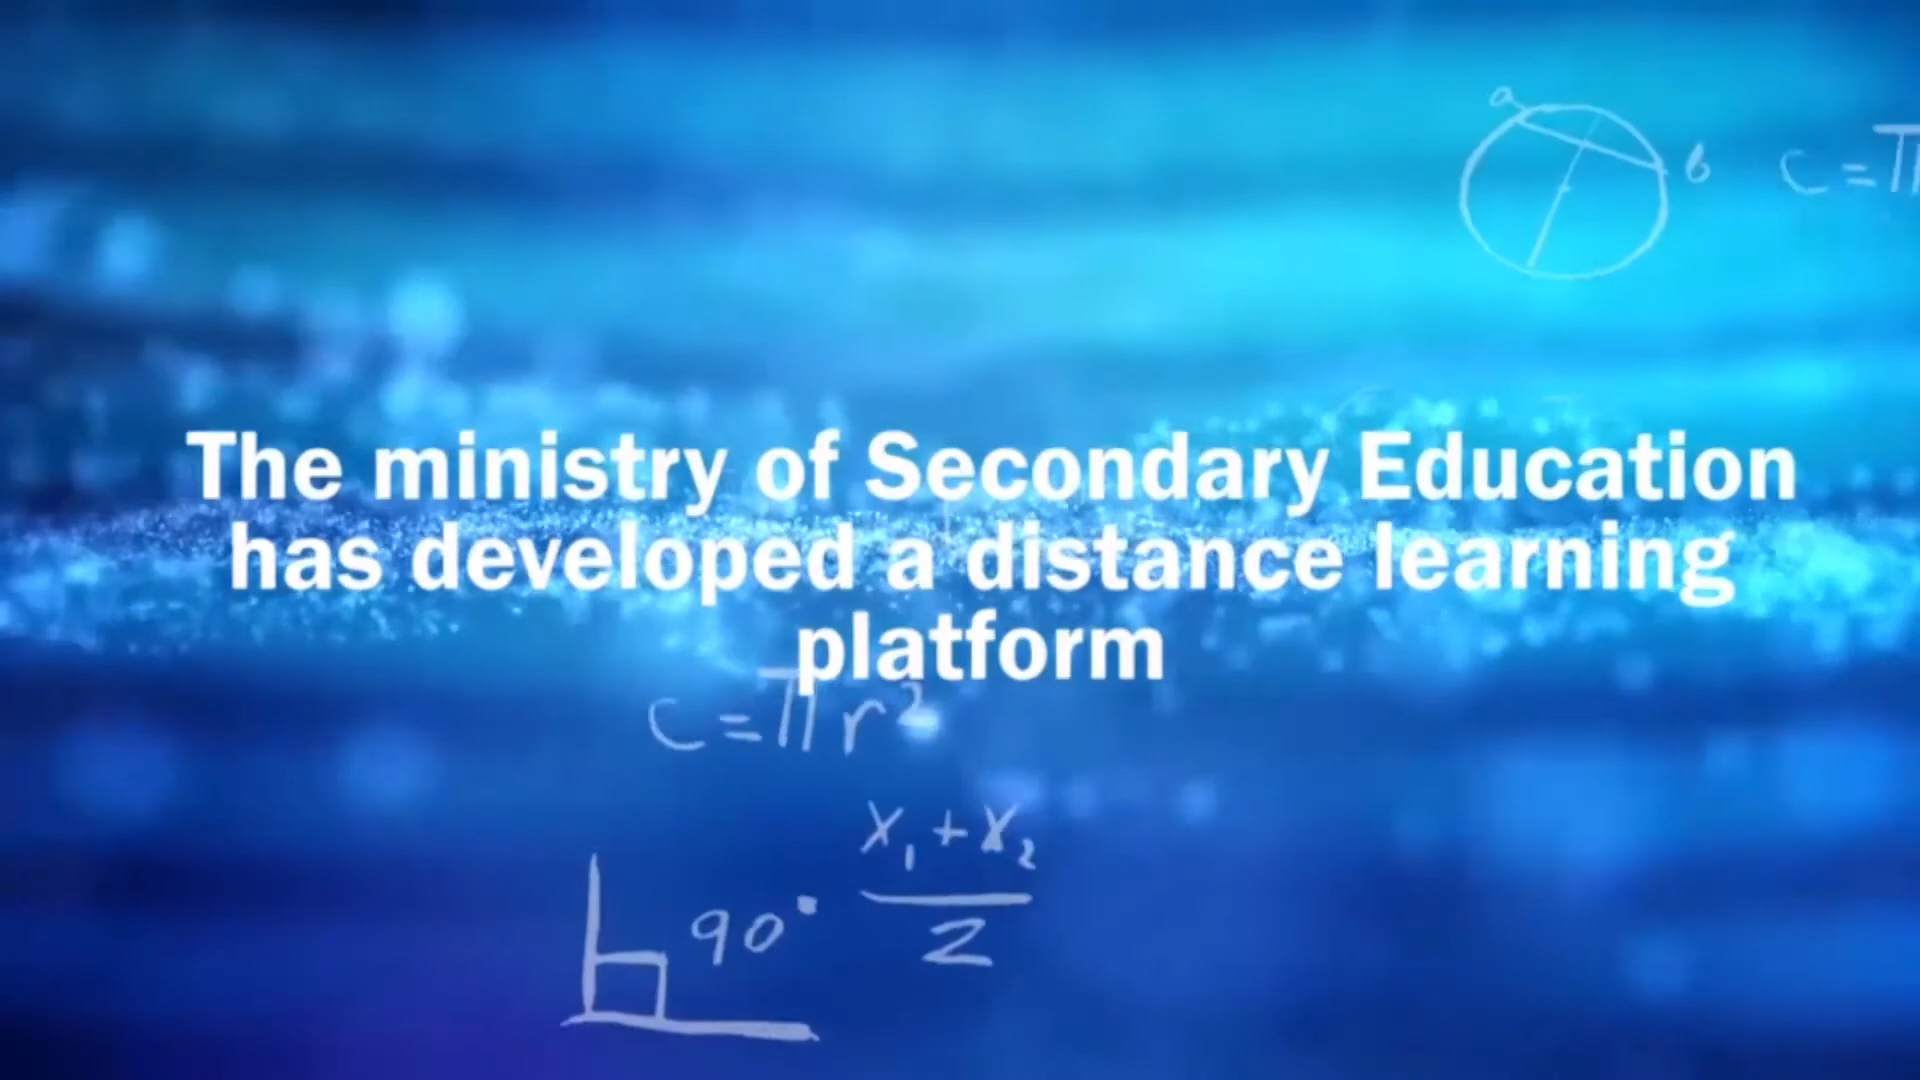 a
b C=π
The ministry of Secondary Education
has developed a distance learning
platform
C=πr²
X₁+X₂
90°
2